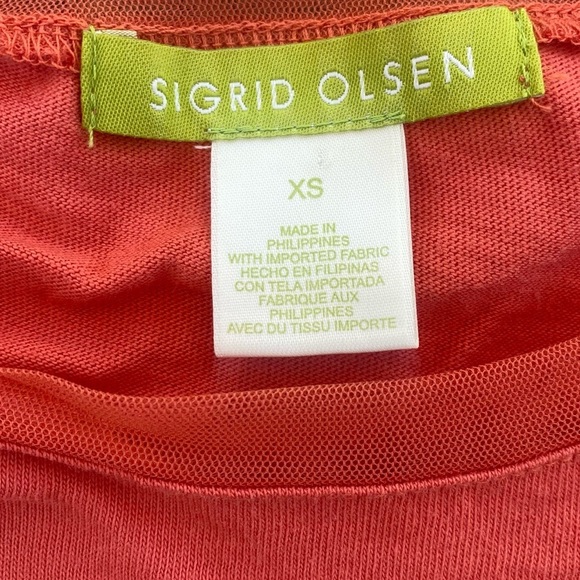 SIGRID OLSEN
XS
MADE IN
PHILIPPINES
WITH IMPORTED FABRIC
HECHO EN FILIPINAS
CON TELA IMPORTADA
FABRIQUE AUX
PHILIPPINES
AVEC DU TISSU IMPORTE